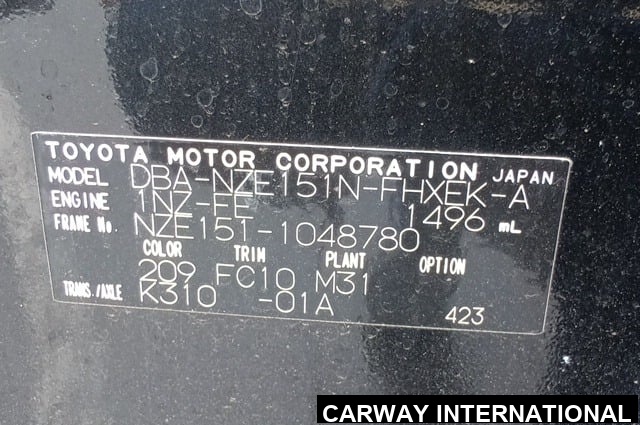 TOYOTA MOTOR CORPORATION JAPAN
MODEL DBA-NZE151N-FHXEK-A
ENGINE 1NZ-FE 1496 mL
FRAME No. NZE151-1048780
COLOR TRIM PLANT OPTION
209 FC10 M31
TRANS./AXLE K310 -01A 423
CARWAY INTERNATIONAL